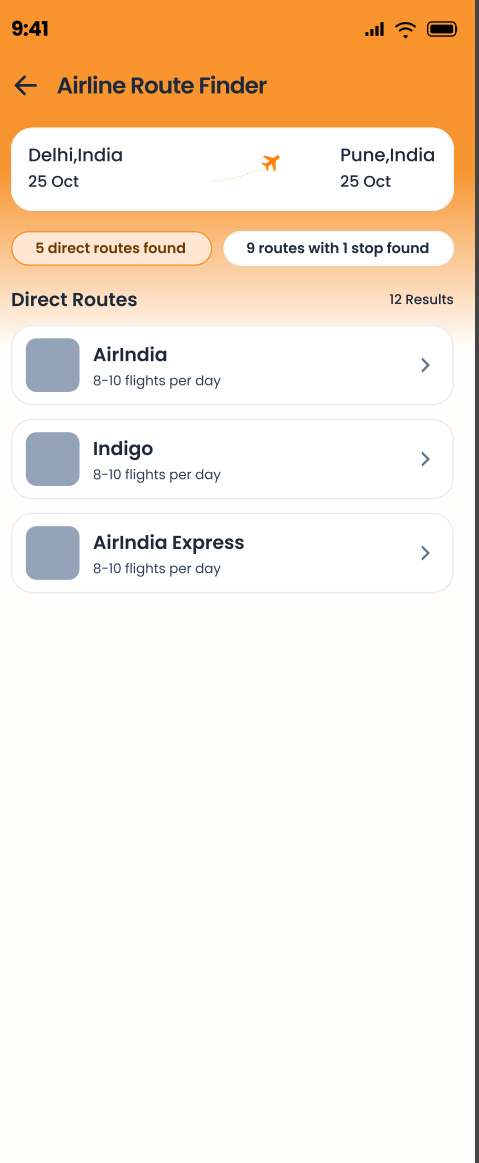 9:41
Airline Route Finder
Delhi,India
Pune,India
25 Oct
25 Oct
5 direct routes found
9 routes with 1 stop found
Direct Routes
12 Results
AirIndia
8-10 flights per day
Indigo
8-10 flights per day
AirIndia Express
8-10 flights per day